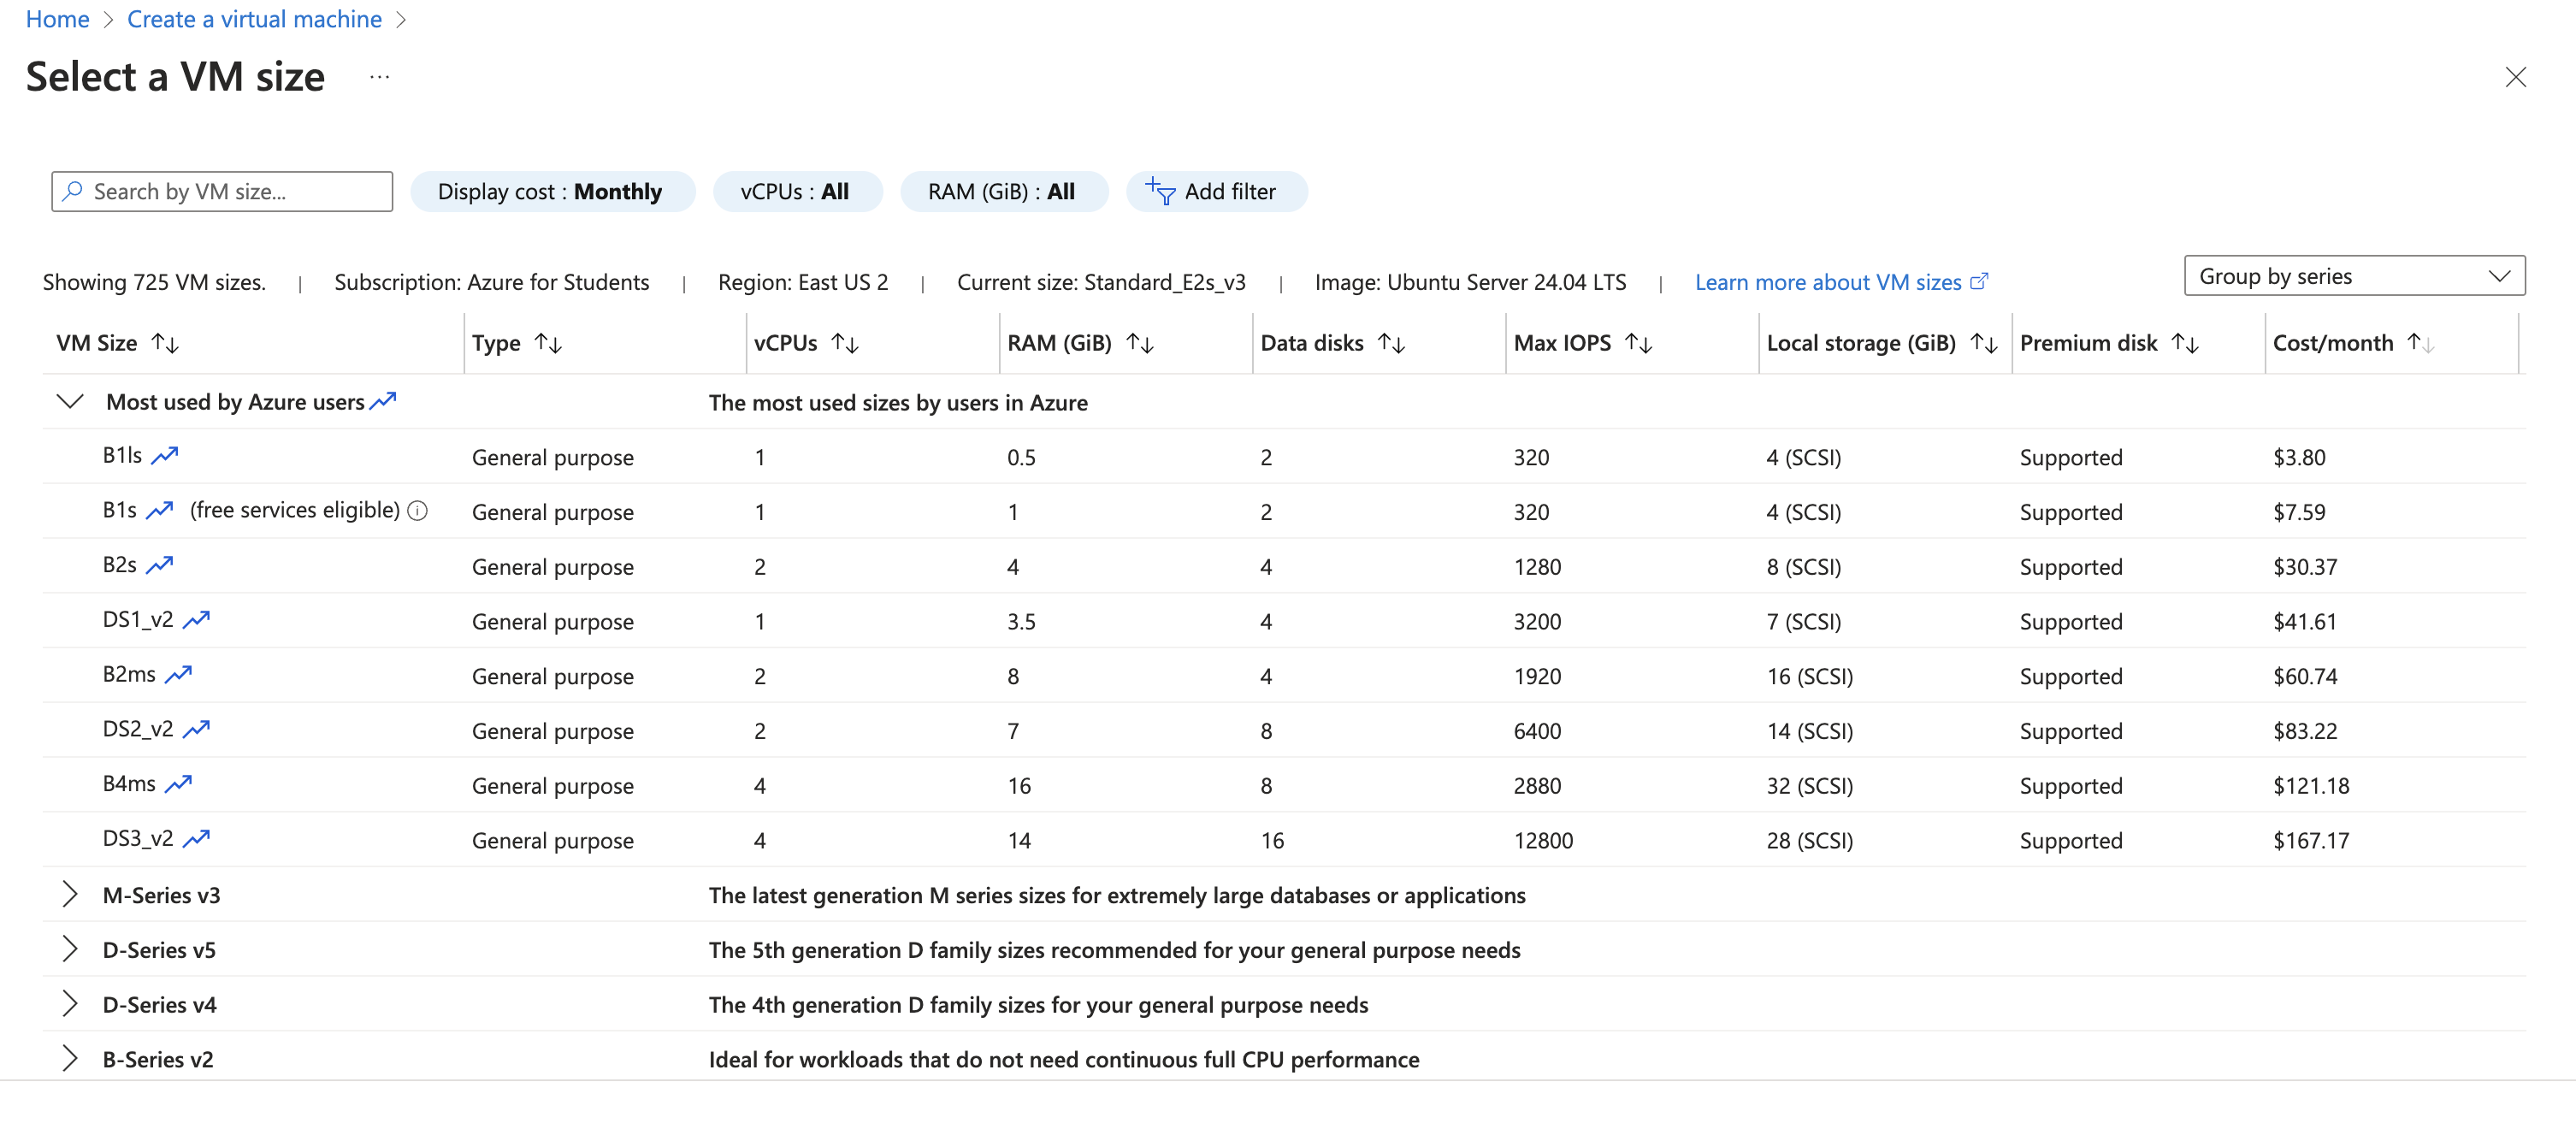 Home > Create a virtual machine >
Select a VM size ...
Search by VM size...
Display cost : Monthly
vCPUs : All
RAM (GiB) : All
Add filter
Showing 725 VM sizes. | Subscription: Azure for Students | Region: East US 2 | Current size: Standard_E2s_v3 | Image: Ubuntu Server 24.04 LTS | Learn more about VM sizes
Group by series
VM Size Type vCPUs RAM (GiB) Data disks Max IOPS Local storage (GiB) Premium disk Cost/month
Most used by Azure users The most used sizes by users in Azure
B1ls General purpose 1 0.5 2 320 4 (SCSI) Supported $3.80
B1s (free services eligible) General purpose 1 1 2 320 4 (SCSI) Supported $7.59
B2s General purpose 2 4 4 1280 8 (SCSI) Supported $30.37
DS1_v2 General purpose 1 3.5 4 3200 7 (SCSI) Supported $41.61
B2ms General purpose 2 8 4 1920 16 (SCSI) Supported $60.74
DS2_v2 General purpose 2 7 8 6400 14 (SCSI) Supported $83.22
B4ms General purpose 4 16 8 2880 32 (SCSI) Supported $121.18
DS3_v2 General purpose 4 14 16 12800 28 (SCSI) Supported $167.17
M-Series v3 The latest generation M series sizes for extremely large databases or applications
D-Series v5 The 5th generation D family sizes recommended for your general purpose needs
D-Series v4 The 4th generation D family sizes for your general purpose needs
B-Series v2 Ideal for workloads that do not need continuous full CPU performance